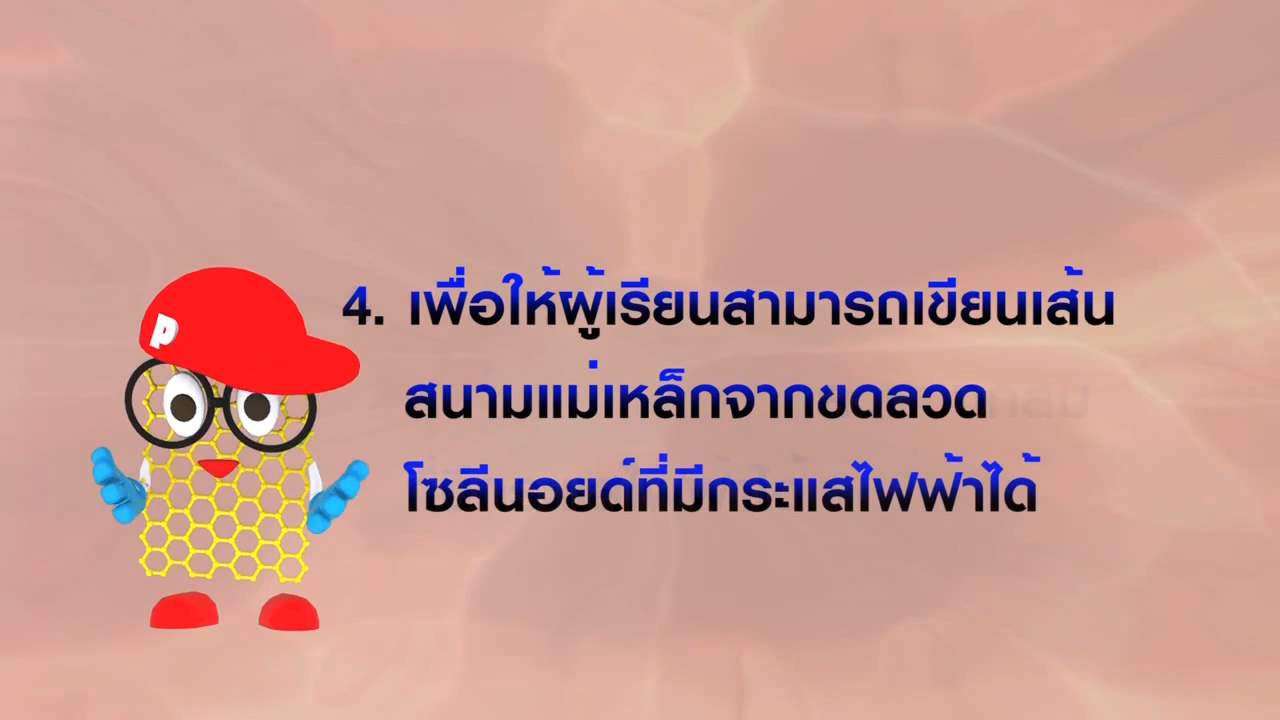 4. เพื่อให้ผู้เรียนสามารถเขียนเส้น
สนามแม่เหล็กจากขดลวด
โซลีนอยด์ที่มีกระแสไฟฟ้าได้
P